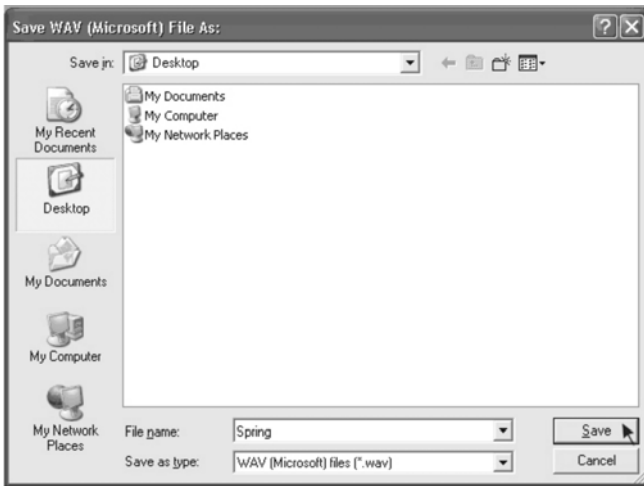 Save WAV (Microsoft) File As:
Save in: Desktop
My Documents
My Computer
My Network Places
My Recent
Documents
Desktop
My Documents
My Computer
My Network
Places
File name: Spring Save
Save as type: WAV (Microsoft) files (*.wav) Cancel